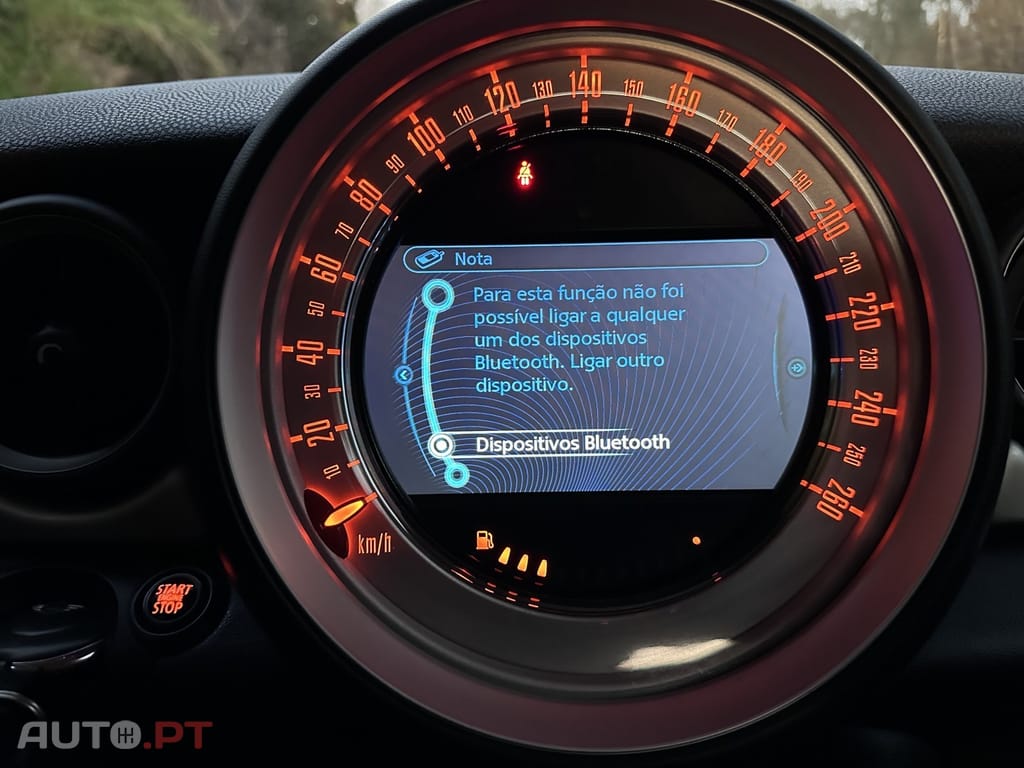 10
20
30
40
50
60
70
80
90
100
110
120
130
140
150
160
170
180
190
200
210
220
230
240
250
260
km/h
Nota
Para esta função não foi
possível ligar a qualquer
um dos dispositivos
Bluetooth. Ligar outro
dispositivo.
Dispositivos Bluetooth
START
ENGINE
STOP
AUTO.PT